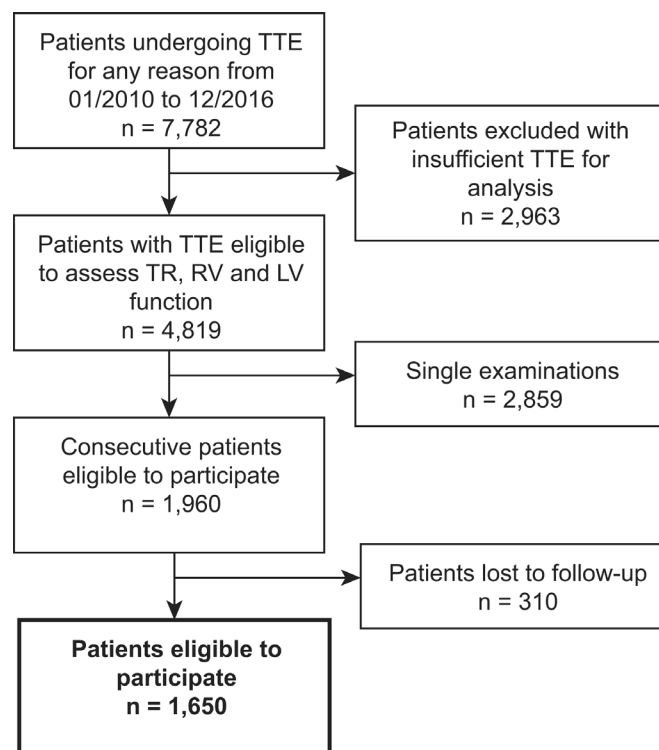 Patients undergoing TTE
for any reason from
01/2010 to 12/2016
n = 7,782
Patients excluded with
insufficient TTE for
analysis
n = 2,963
Patients with TTE eligible
to assess TR, RV and LV
function
n = 4,819
Single examinations
n = 2,859
Consecutive patients
eligible to participate
n = 1,960
Patients lost to follow-up
n = 310
Patients eligible to
participate
n = 1,650